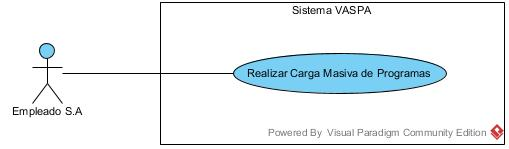 Sistema VASPA
Realizar Carga Masiva de Programas
Empleado S.A
Powered By Visual Paradigm Community Edition